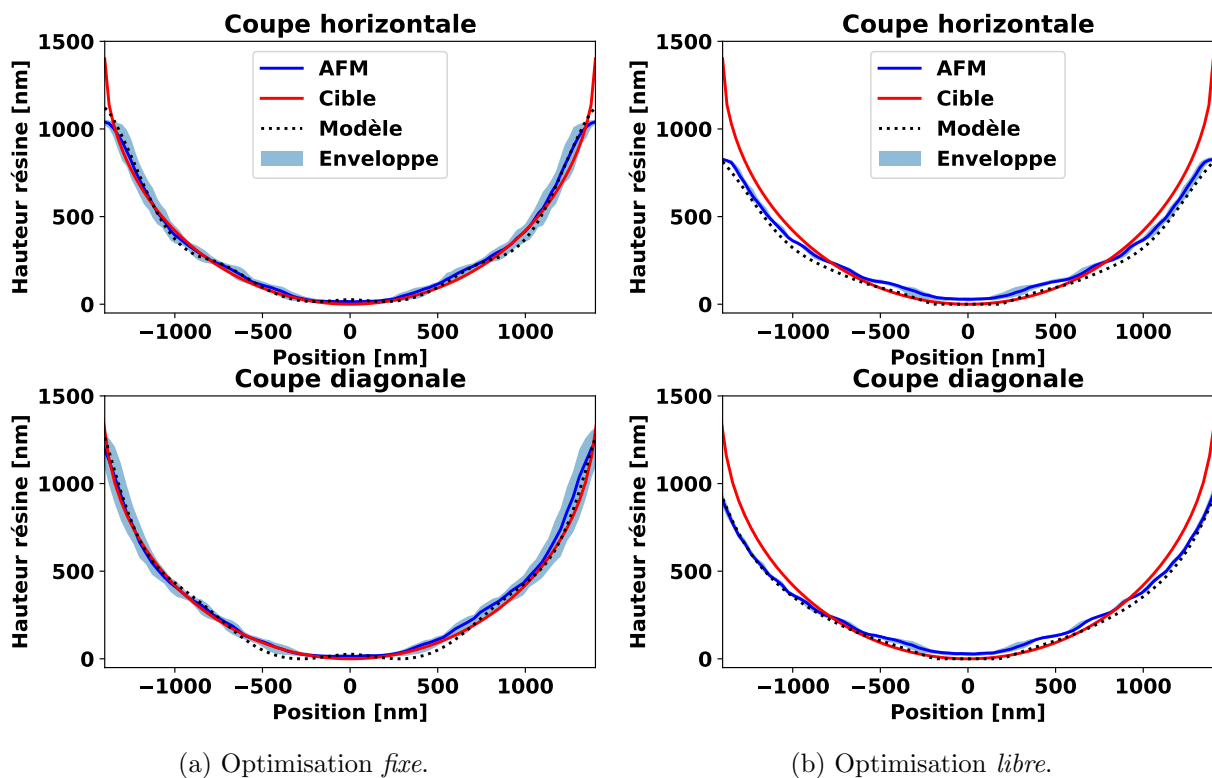 Coupe horizontale
1500
1000
500
0
Hauteur résine [nm]
AFM
Cible
Modèle
Enveloppe
−1000 −500 0 500 1000
Position [nm]
Coupe horizontale
1500
1000
500
0
Hauteur résine [nm]
AFM
Cible
Modèle
Enveloppe
−1000 −500 0 500 1000
Position [nm]
Coupe diagonale
1500
1000
500
0
Hauteur résine [nm]
−1000 −500 0 500 1000
Position [nm]
Coupe diagonale
1500
1000
500
0
Hauteur résine [nm]
−1000 −500 0 500 1000
Position [nm]
(a) Optimisation fixe.
(b) Optimisation libre.